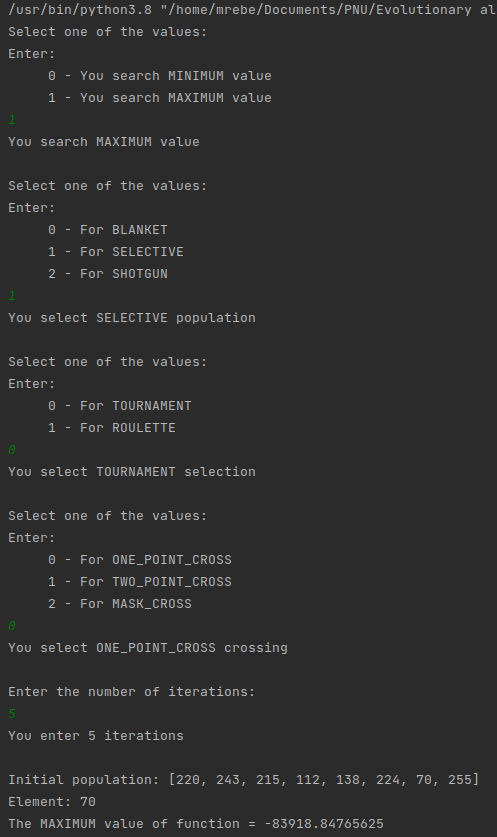 /usr/bin/python3.8 "/home/mrebe/Documents/PNU/Evolutionary al
Select one of the values:
Enter:
0 - You search MINIMUM value
1 - You search MAXIMUM value
1
You search MAXIMUM value
Select one of the values:
Enter:
0 - For BLANKET
1 - For SELECTIVE
2 - For SHOTGUN
1
You select SELECTIVE population
Select one of the values:
Enter:
0 - For TOURNAMENT
1 - For ROULETTE
0
You select TOURNAMENT selection
Select one of the values:
Enter:
0 - For ONE_POINT_CROSS
1 - For TWO_POINT_CROSS
2 - For MASK_CROSS
0
You select ONE_POINT_CROSS crossing
Enter the number of iterations:
5
You enter 5 iterations
Initial population: [220, 243, 215, 112, 138, 224, 70, 255]
Element: 70
The MAXIMUM value of function = -83918.84765625